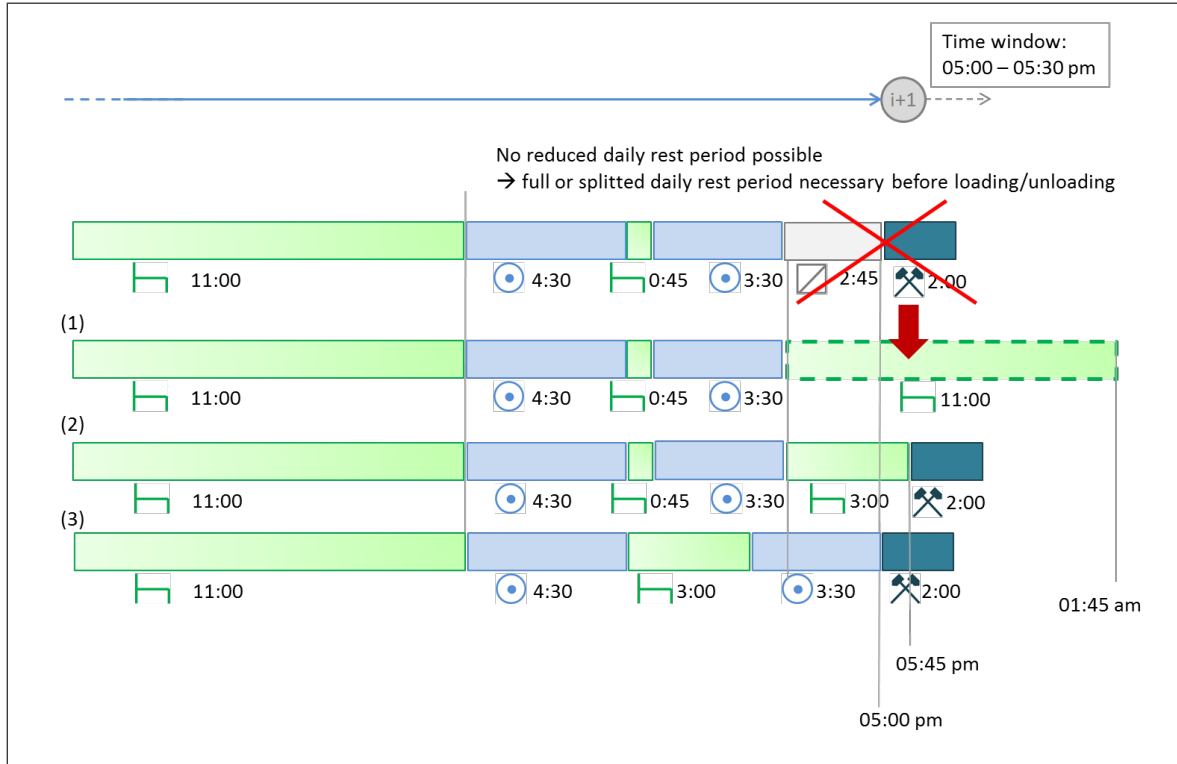 Time window:
05:00 – 05:30 pm
i+1
No reduced daily rest period possible
→ full or splitted daily rest period necessary before loading/unloading
11:00 4:30 0:45 3:30 2:45 2:00
(1)
11:00 4:30 0:45 3:30 11:00
(2)
11:00 4:30 0:45 3:30 3:00 2:00
(3)
11:00 4:30 3:00 3:30 2:00
01:45 am
05:45 pm
05:00 pm